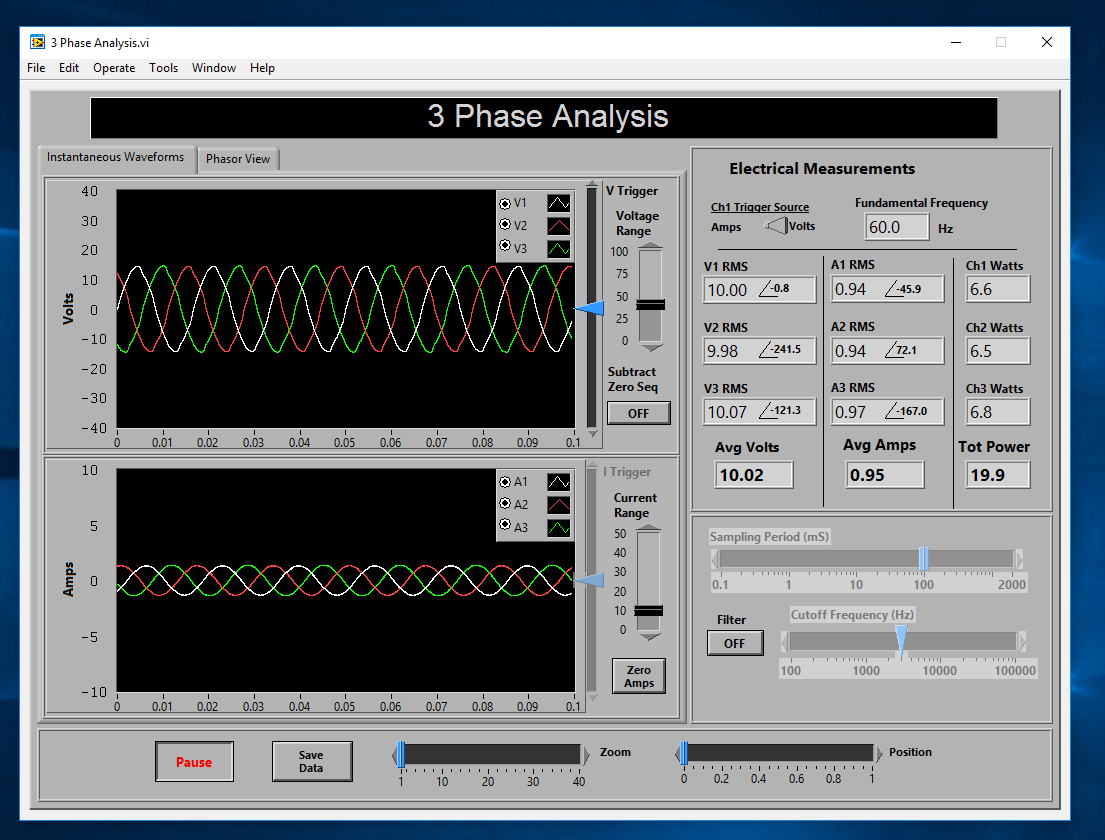 3 Phase Analysis.vi
File Edit Operate Tools Window Help
3 Phase Analysis
Instantaneous Waveforms
Phasor View
Volts
40
30
20
10
0
-10
-20
-30
-40
0 0.01 0.02 0.03 0.04 0.05 0.06 0.07 0.08 0.09 0.1
V1
V2
V3
V Trigger
Voltage
Range
100
75
50
25
0
Subtract
Zero Seq
OFF
Amps
10
5
0
-5
-10
0 0.01 0.02 0.03 0.04 0.05 0.06 0.07 0.08 0.09 0.1
A1
A2
A3
I Trigger
Current
Range
50
40
30
20
10
0
Zero
Amps
Electrical Measurements
Ch1 Trigger Source
Amps Volts
Fundamental Frequency
60.0 Hz
V1 RMS A1 RMS Ch1 Watts
10.00 ∠-0.8 0.94 ∠-45.9 6.6
V2 RMS A2 RMS Ch2 Watts
9.98 ∠-241.5 0.94 ∠72.1 6.5
V3 RMS A3 RMS Ch3 Watts
10.07 ∠-121.3 0.97 ∠-167.0 6.8
Avg Volts Avg Amps Tot Power
10.02 0.95 19.9
Sampling Period (mS)
0.1 1 10 100 2000
Filter
OFF
Cutoff Frequency (Hz)
100 1000 10000 100000
Pause
Save
Data
Zoom
1 10 20 30 40
Position
0 0.2 0.4 0.6 0.8 1